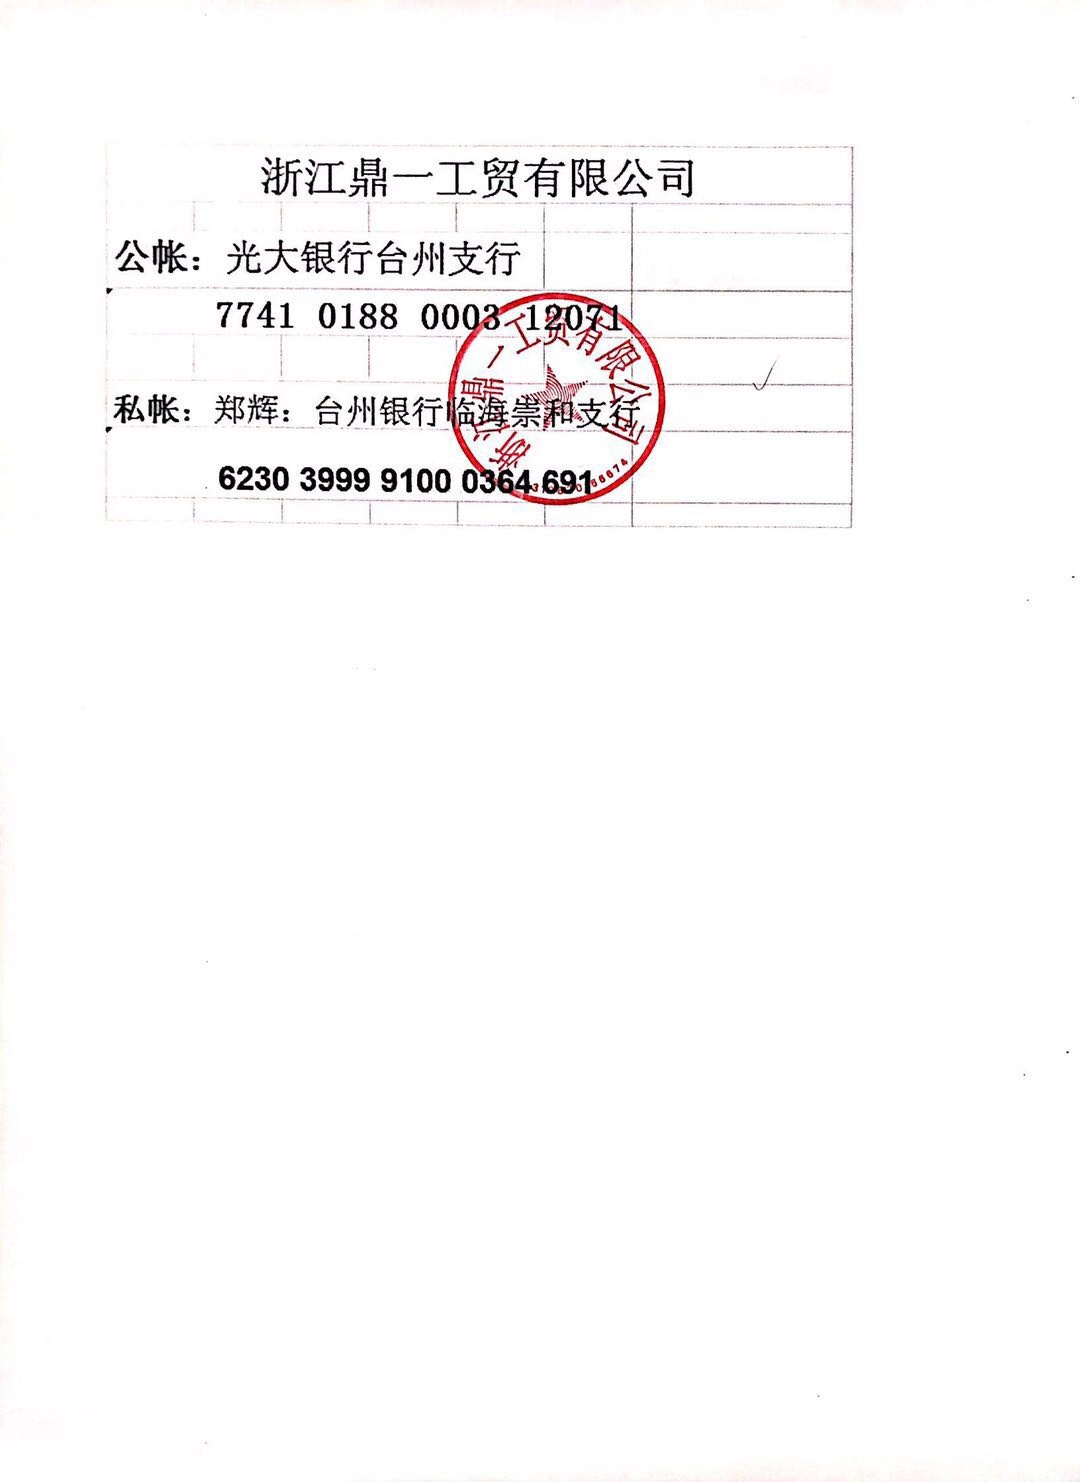 浙江鼎一工贸有限公司
公帐：光大银行台州支行
7741 0188 0003 12071
私帐：郑辉：台州银行临海崇和支行
6230 3999 9100 0364 691
浙江鼎一工贸有限公司